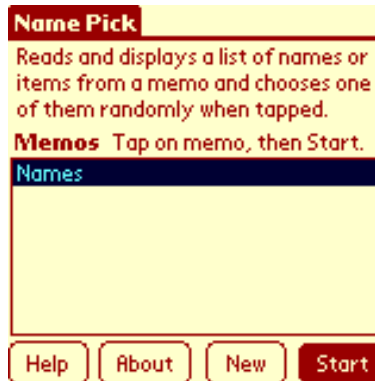 Name Pick
Reads and displays a list of names or
items from a memo and chooses one
of them randomly when tapped.
Memos Tap on memo, then Start.
Names
Help About New Start